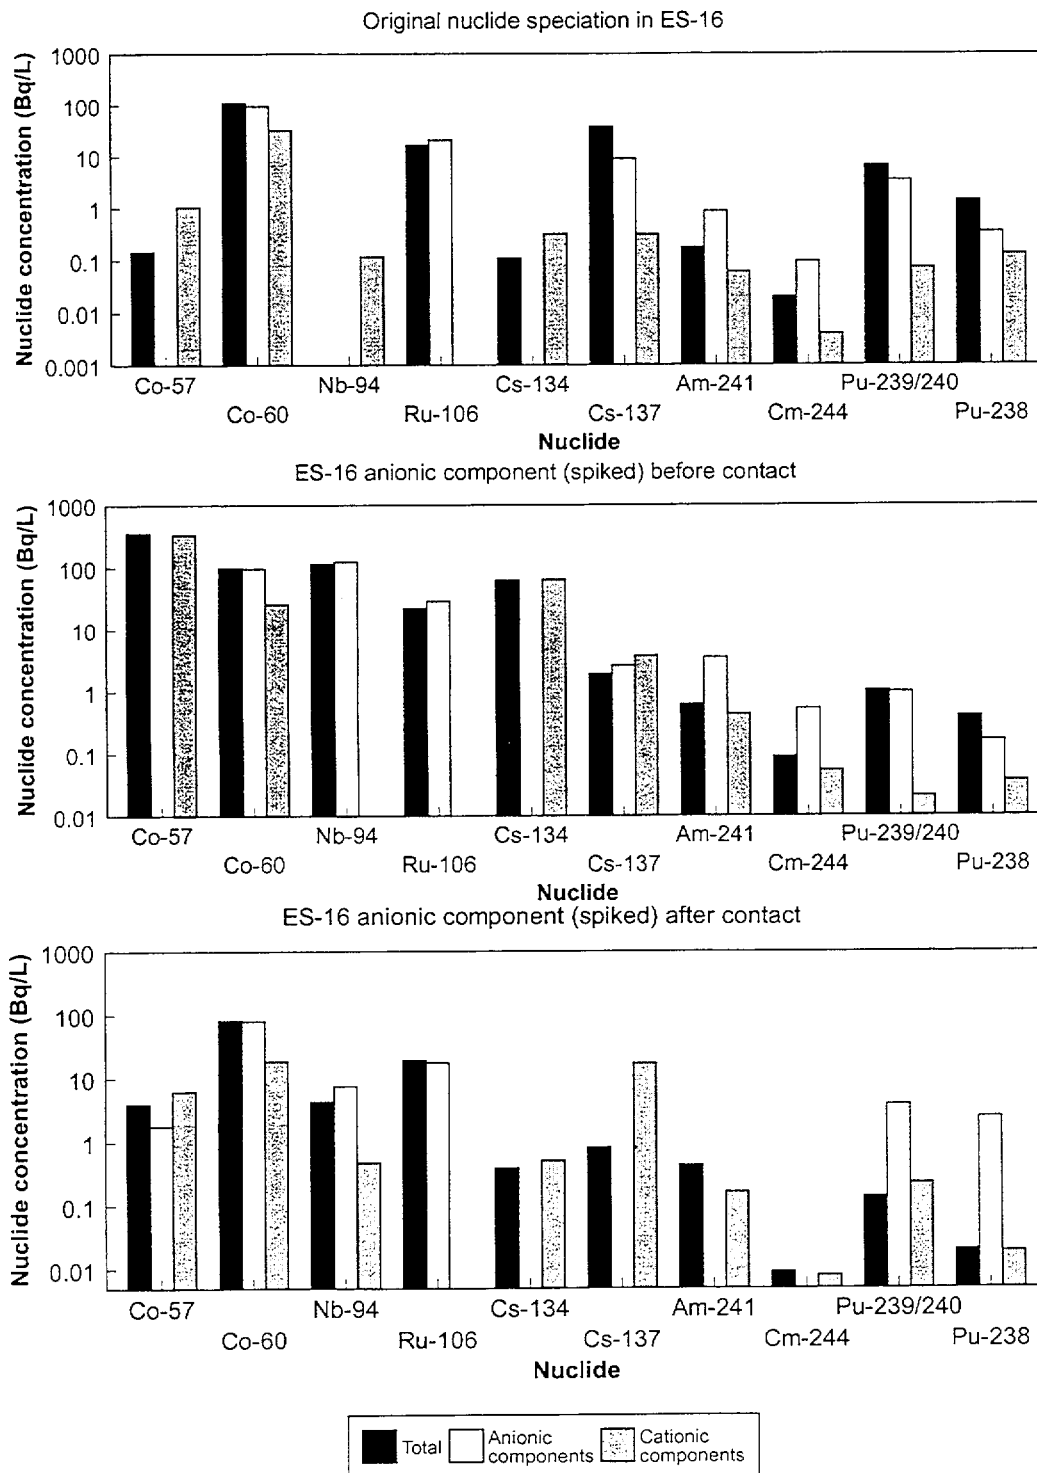 Original nuclide speciation in ES-16
Nuclide concentration (Bq/L)
1000
100
10
1
0.1
0.01
0.001
Co-57
Nb-94
Cs-134
Am-241
Pu-239/240
Co-60
Ru-106
Cs-137
Cm-244
Pu-238
Nuclide
ES-16 anionic component (spiked) before contact
Nuclide concentration (Bq/L)
1000
100
10
1
0.1
0.01
Co-57
Nb-94
Cs-134
Am-241
Pu-239/240
Co-60
Ru-106
Cs-137
Cm-244
Pu-238
Nuclide
ES-16 anionic component (spiked) after contact
Nuclide concentration (Bq/L)
1000
100
10
1
0.1
0.01
Co-57
Nb-94
Cs-134
Am-241
Pu-239/240
Co-60
Ru-106
Cs-137
Cm-244
Pu-238
Nuclide
Total
Anionic
components
Cationic
components